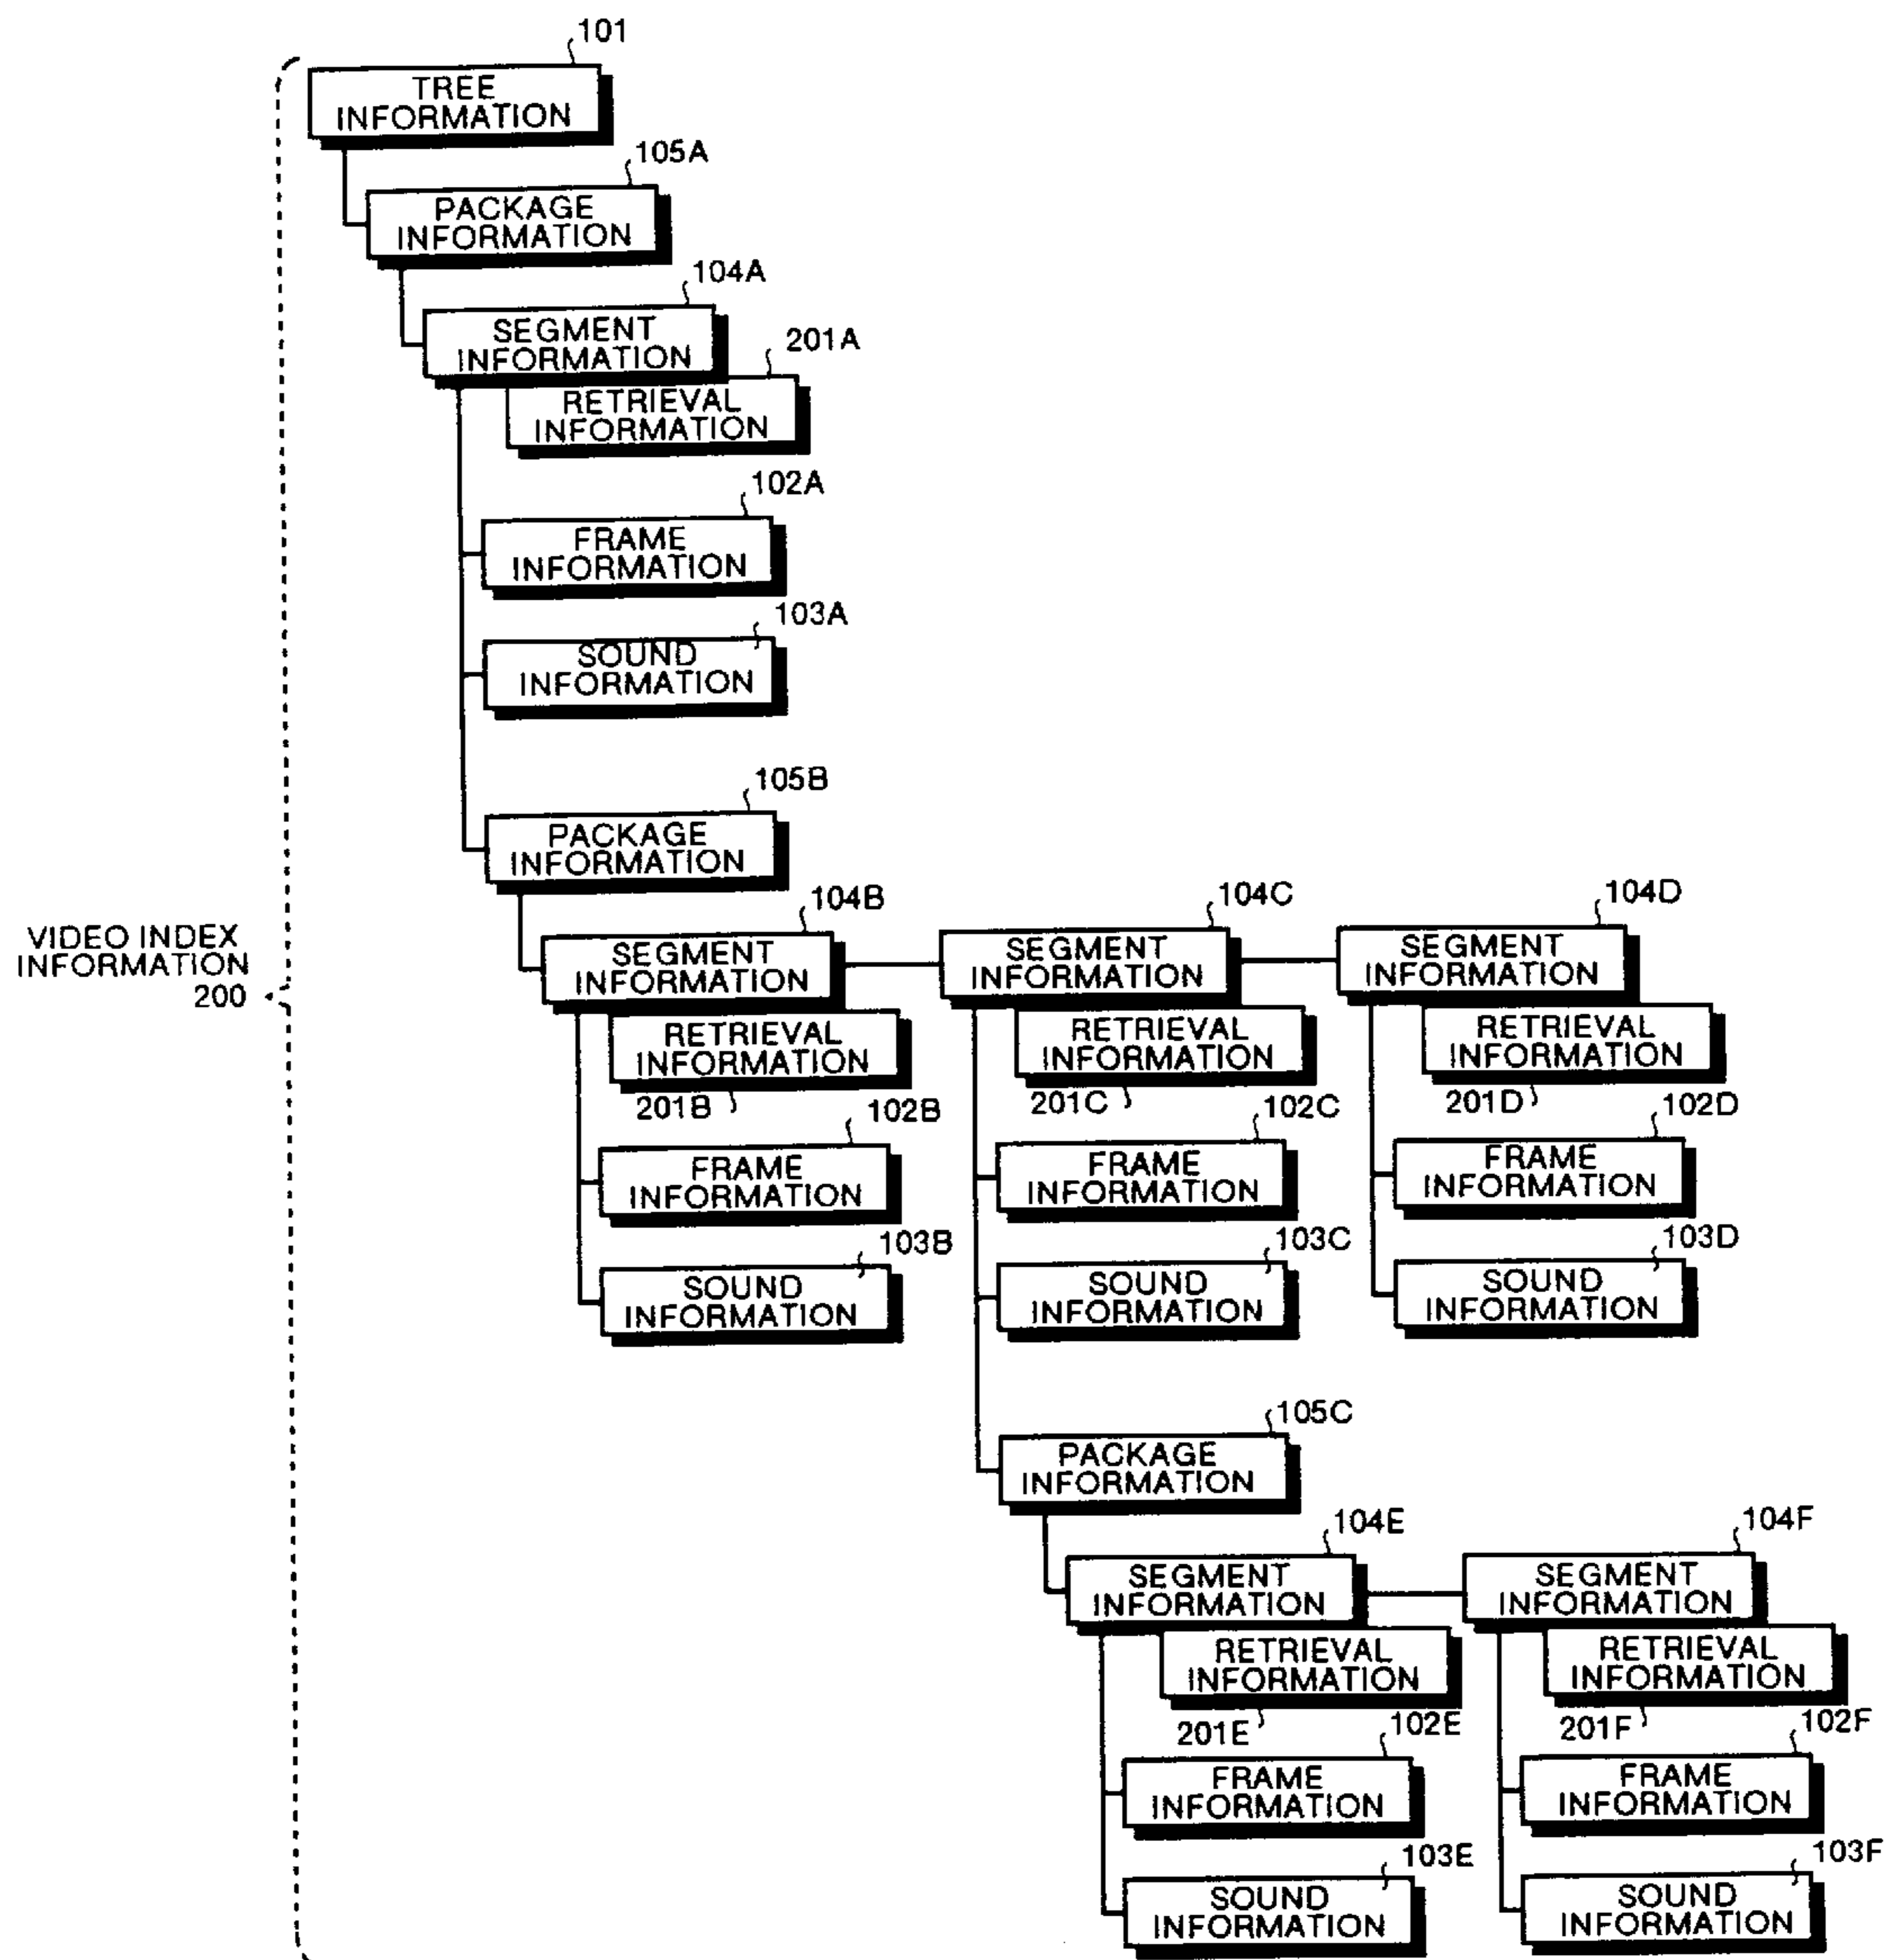 101
TREE
INFORMATION
105A
PACKAGE
INFORMATION
104A
SEGMENT
INFORMATION
201A
RETRIEVAL
INFORMATION
102A
FRAME
INFORMATION
103A
SOUND
INFORMATION
105B
PACKAGE
INFORMATION
VIDEO INDEX
INFORMATION
200
104B
SEGMENT
INFORMATION
RETRIEVAL
INFORMATION
201B
102B
FRAME
INFORMATION
103B
SOUND
INFORMATION
104C
SEGMENT
INFORMATION
RETRIEVAL
INFORMATION
201C
102C
FRAME
INFORMATION
103C
SOUND
INFORMATION
104D
SEGMENT
INFORMATION
RETRIEVAL
INFORMATION
201D
102D
FRAME
INFORMATION
103D
SOUND
INFORMATION
105C
PACKAGE
INFORMATION
104E
SEGMENT
INFORMATION
RETRIEVAL
INFORMATION
201E
102E
FRAME
INFORMATION
103E
SOUND
INFORMATION
104F
SEGMENT
INFORMATION
RETRIEVAL
INFORMATION
201F
102F
FRAME
INFORMATION
103F
SOUND
INFORMATION